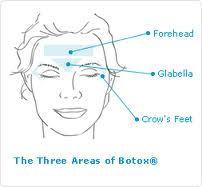 Forehead
Glabella
Crow's Feet
The Three Areas of Botox®